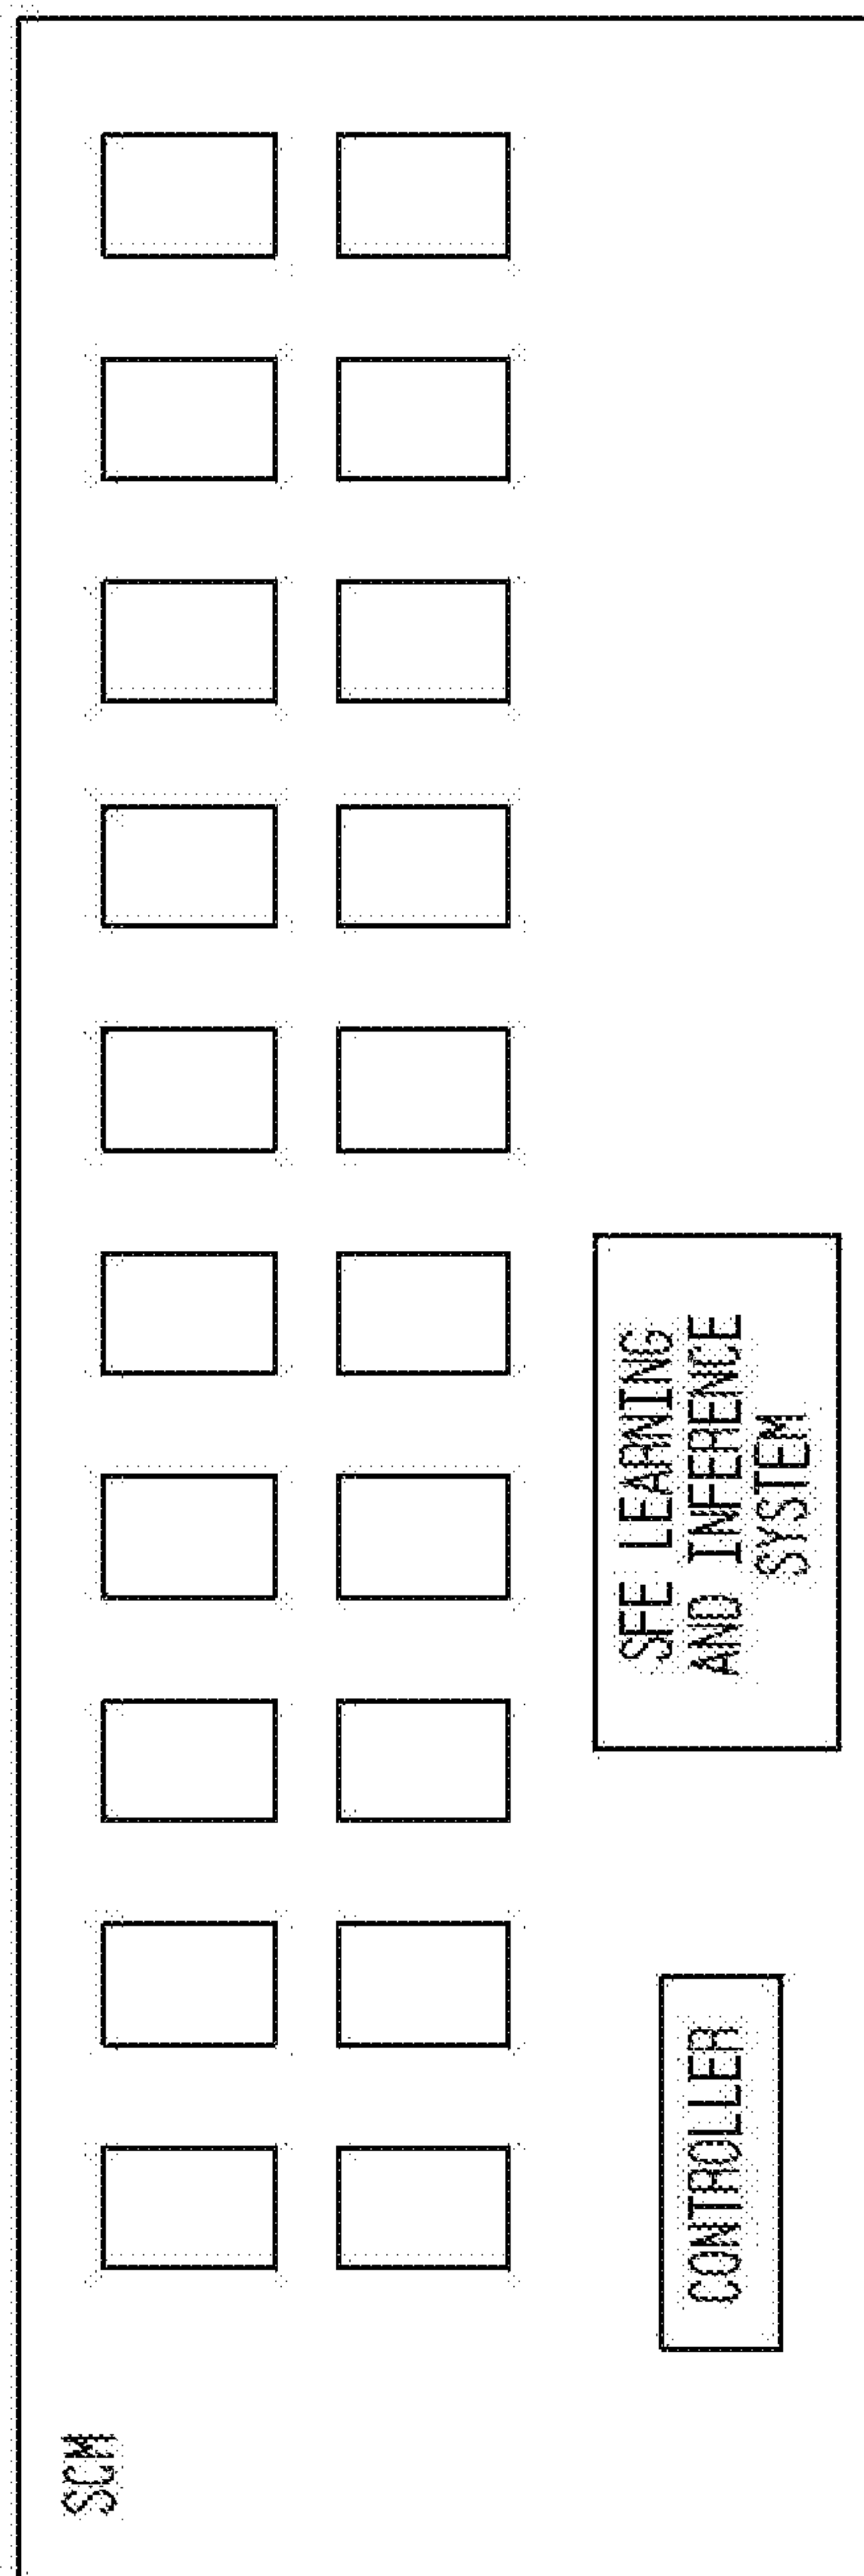 SCM
CONTROLLER
SFE LEARNING
AND INFERENCE
SYSTEM